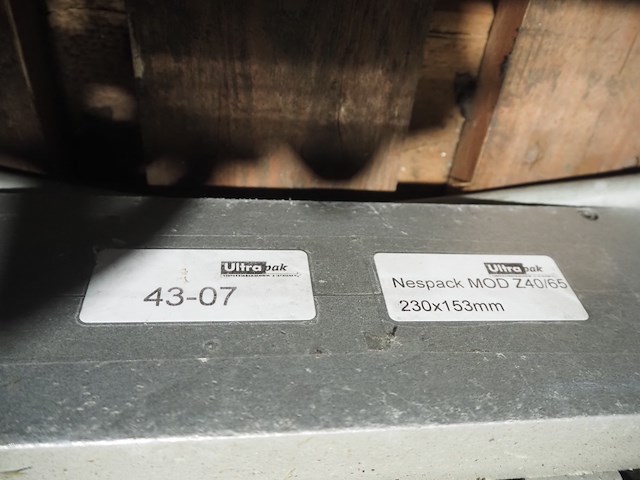 Ultrapak
43-07
Ultrapak
Nespack MOD Z40/65
230x153mm